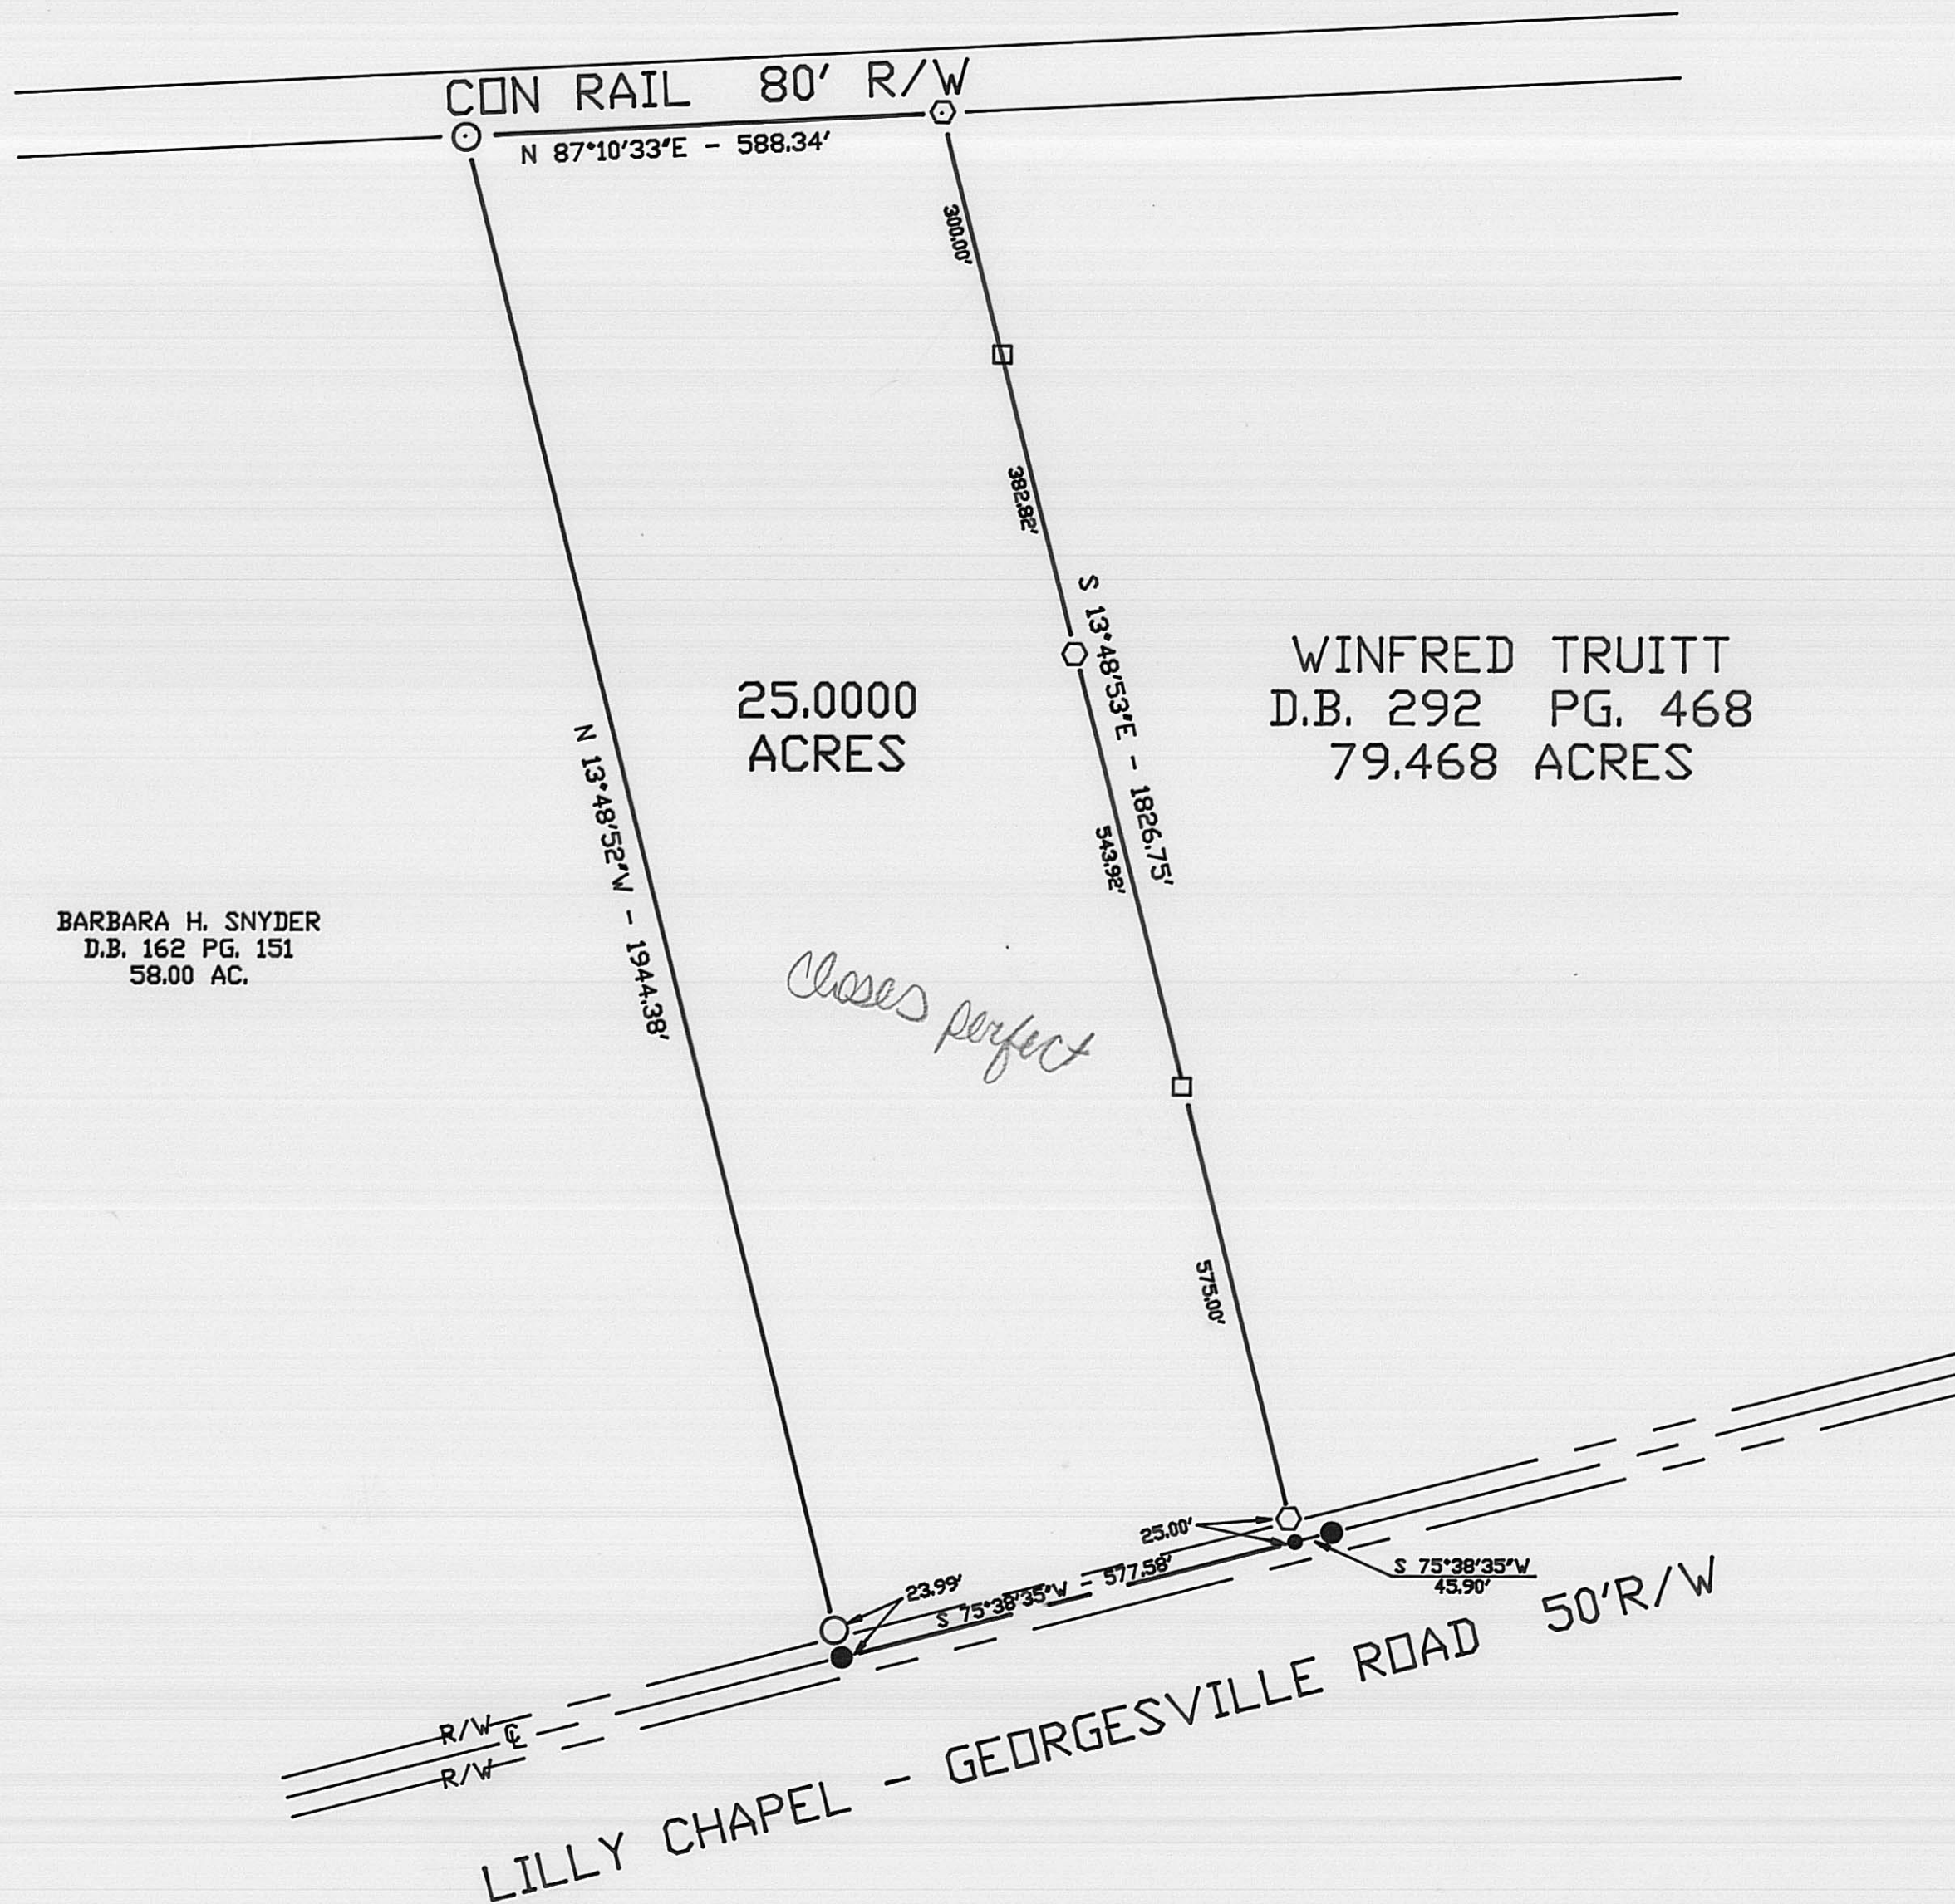 CON RAIL 80' R/W
N 87°10'33"E - 588.34'
300.00'
382.82'
S 13°48'53"E - 1826.75'
WINFRED TRUITT
D.B. 292 PG. 468
79.468 ACRES
25.0000
ACRES
N 13°48'52"W - 1944.38'
543.92'
BARBARA H. SNYDER
D.B. 162 PG. 151
58.00 AC.
closes perfect
575.00'
25.00'
S 75°38'35"W
45.90'
23.99'
S 75°38'35"W - 577.58'
R/W
℄
R/W
LILLY CHAPEL - GEORGESVILLE ROAD 50'R/W